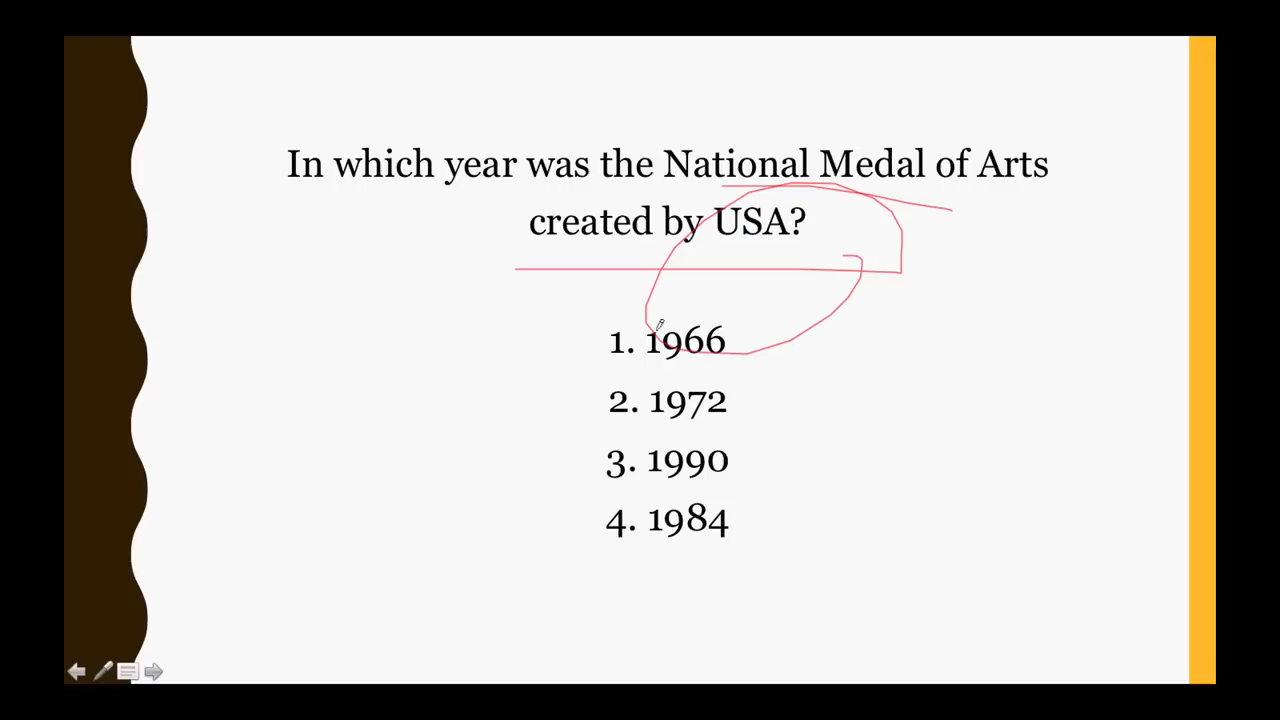 In which year was the National Medal of Arts
created by USA?
1. 1966
2. 1972
3. 1990
4. 1984